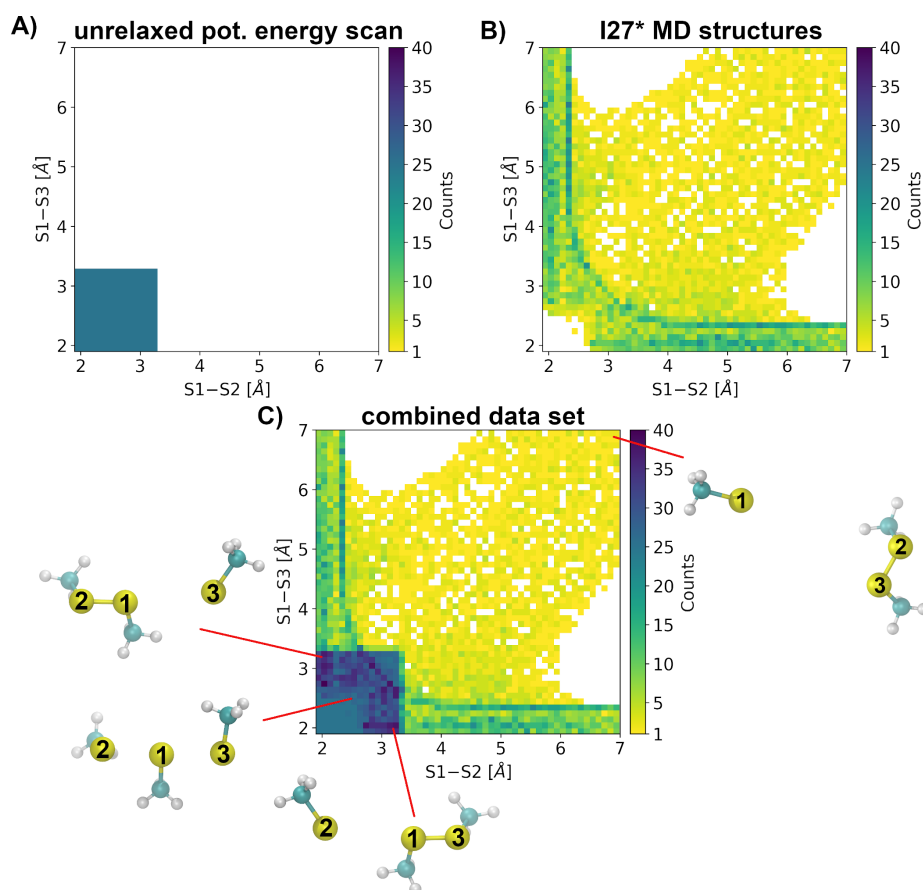 A) unrelaxed pot. energy scan
7
6
5
4
3
2
2 3 4 5 6 7
S1−S3 [Å]
S1−S2 [Å]
40
35
30
25
20
15
10
5
1
Counts
B) I27* MD structures
7
6
5
4
3
2
2 3 4 5 6 7
S1−S3 [Å]
S1−S2 [Å]
40
35
30
25
20
15
10
5
1
Counts
C) combined data set
7
6
5
4
3
2
2 3 4 5 6 7
S1−S3 [Å]
S1−S2 [Å]
40
35
30
25
20
15
10
5
1
Counts
1
2
3
2 1 3
2 1 3
2
1 3